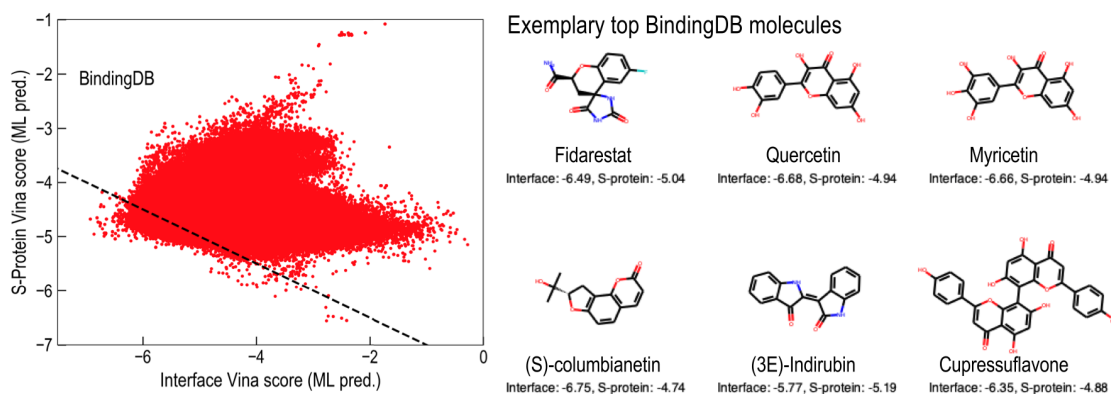 −1
−2
−3
−4
−5
−6
−7
−6
−4
−2
0
S-Protein Vina score (ML pred.)
Interface Vina score (ML pred.)
BindingDB
Exemplary top BindingDB molecules
Fidarestat
Interface: -6.49, S-protein: -5.04
Quercetin
Interface: -6.68, S-protein: -4.94
Myricetin
Interface: -6.66, S-protein: -4.94
(S)-columbianetin
Interface: -6.75, S-protein: -4.74
(3E)-Indirubin
Interface: -5.77, S-protein: -5.19
Cupressuflavone
Interface: -6.35, S-protein: -4.88